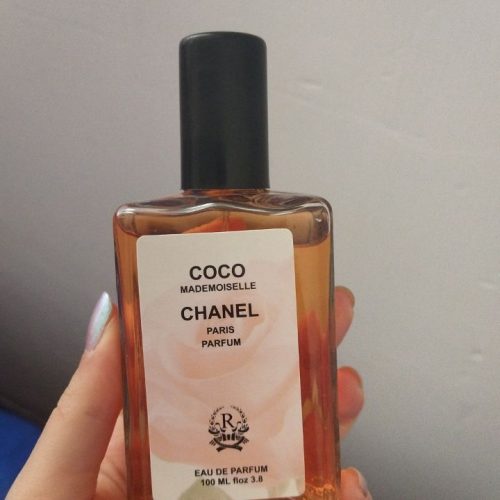 COCO
MADEMOISELLE
CHANEL
PARIS
PARFUM
R
EAU DE PARFUM
100 ML floz 3.8